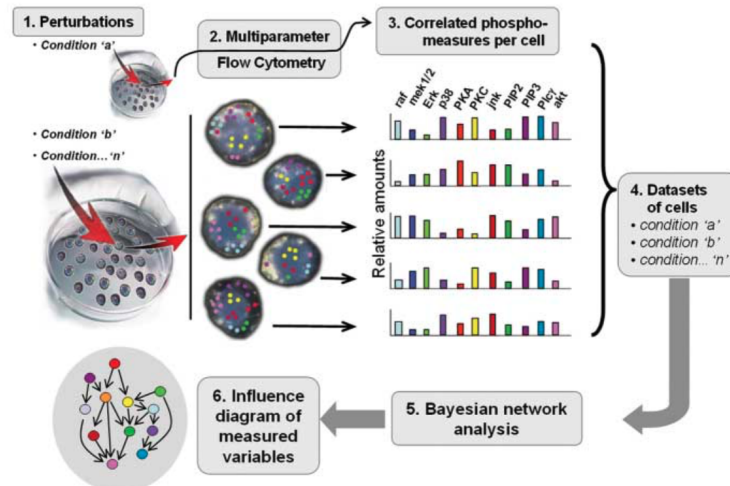 1. Perturbations
• Condition 'a'
• Condition 'b'
• Condition... 'n'
2. Multiparameter
Flow Cytometry
3. Correlated phospho-
measures per cell
raf
mek1/2
Erk
p38
PKA
PKC
jnk
PIP2
PIP3
Plcγ
akt
Relative amounts
4. Datasets
of cells
• condition 'a'
• condition 'b'
• condition... 'n'
5. Bayesian network
analysis
6. Influence
diagram of
measured
variables